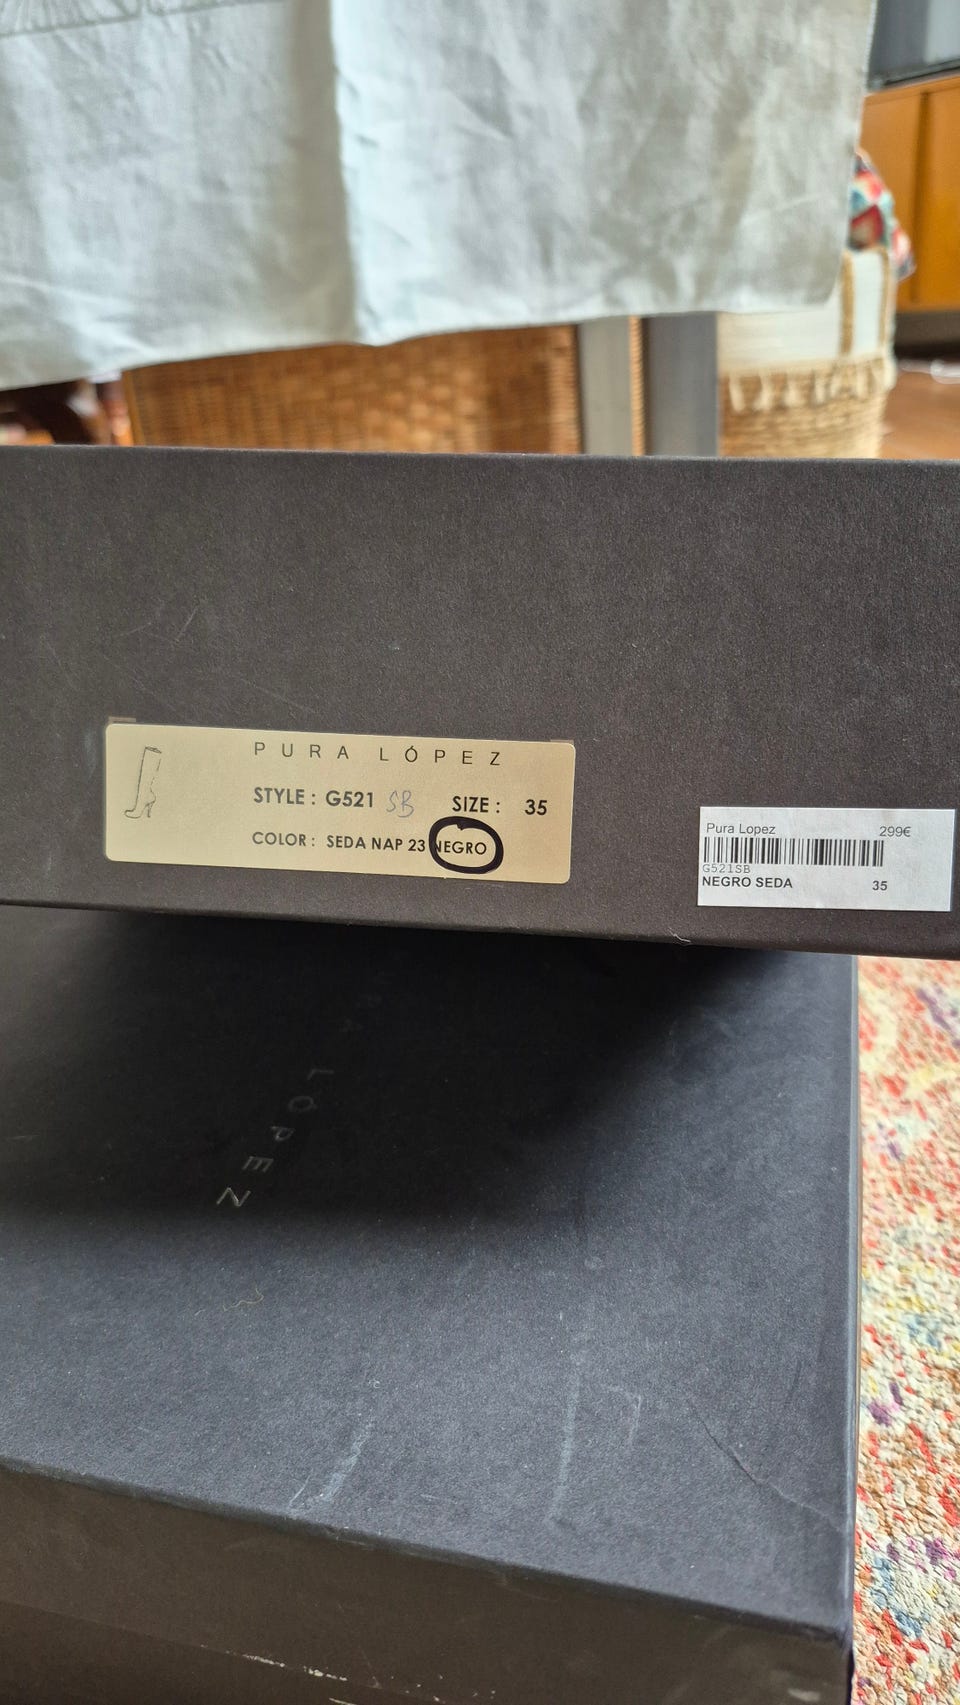 PURA LÓPEZ
STYLE : G521 SB SIZE : 35
COLOR : SEDA NAP 23 NEGRO
Pura Lopez 299€
G521SB
NEGRO SEDA 35
LÓPEZ